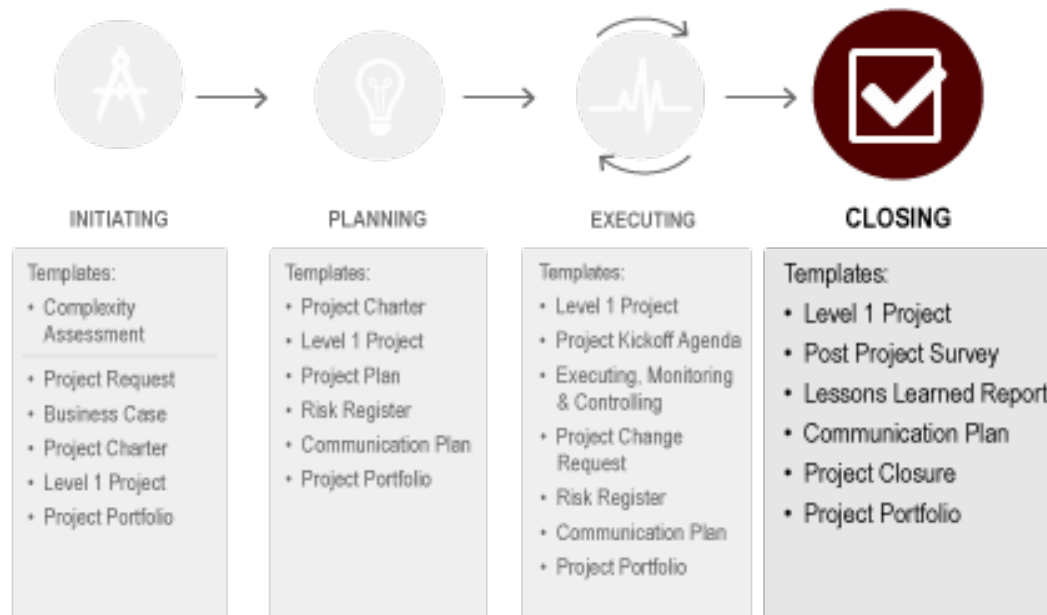 INITIATING
Templates:
• Complexity
Assessment
• Project Request
• Business Case
• Project Charter
• Level 1 Project
• Project Portfolio
PLANNING
Templates:
• Project Charter
• Level 1 Project
• Project Plan
• Risk Register
• Communication Plan
• Project Portfolio
EXECUTING
Templates:
• Level 1 Project
• Project Kickoff Agenda
• Executing, Monitoring
& Controlling
• Project Change
Request
• Risk Register
• Communication Plan
• Project Portfolio
CLOSING
Templates:
• Level 1 Project
• Post Project Survey
• Lessons Learned Report
• Communication Plan
• Project Closure
• Project Portfolio